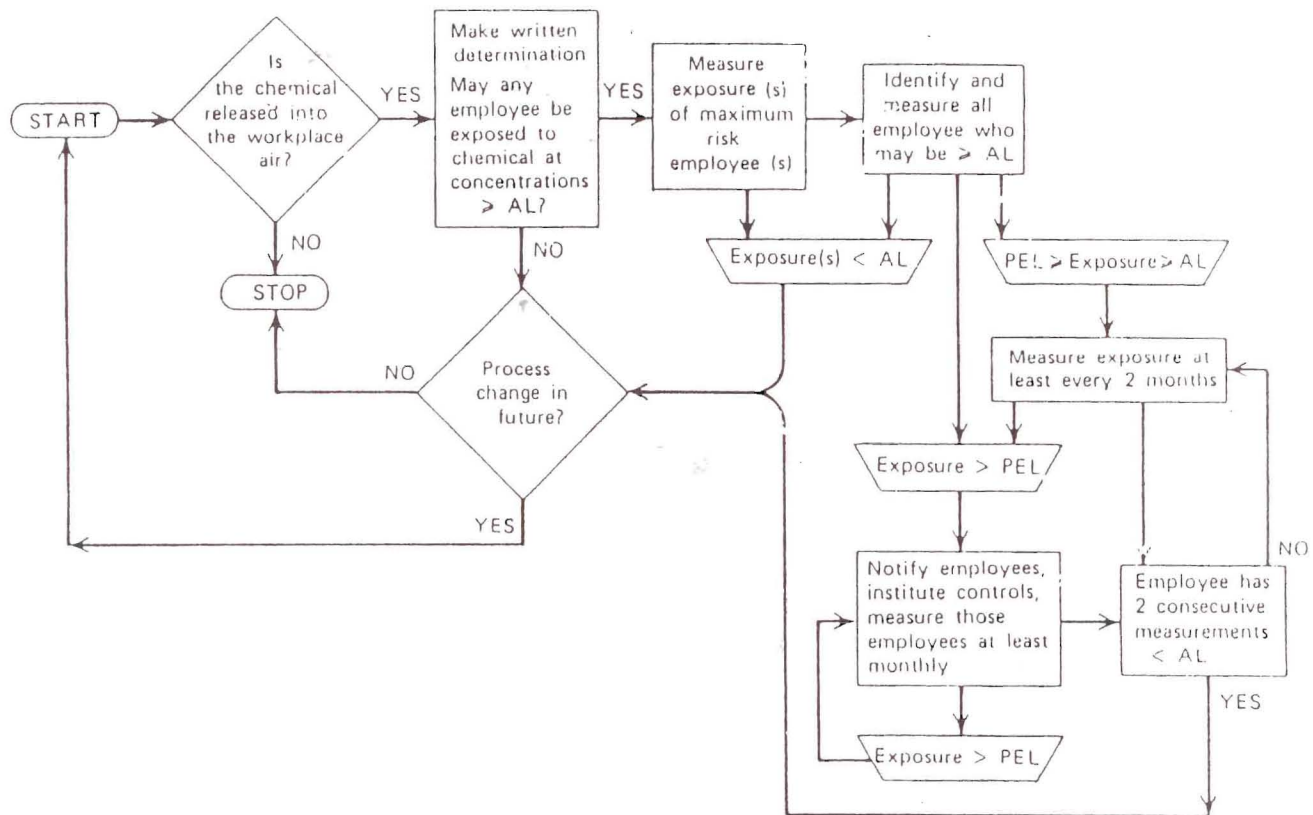 START
Is
the chemical
released into
the workplace
air?
YES
NO
STOP
Make written
determination
May any
employee be
exposed to
chemical at
concentrations
⩾ AL?
YES
NO
Measure
exposure (s)
of maximum
risk
employee (s)
Identify and
measure all
employee who
may be ⩾ AL
Exposure(s) < AL
PEL ⩾ Exposure ⩾ AL
Process
change in
future?
NO
YES
Measure exposure at
least every 2 months
Exposure > PEL
Notify employees,
institute controls,
measure those
employees at least
monthly
Employee has
2 consecutive
measurements
< AL
NO
YES
Exposure > PEL